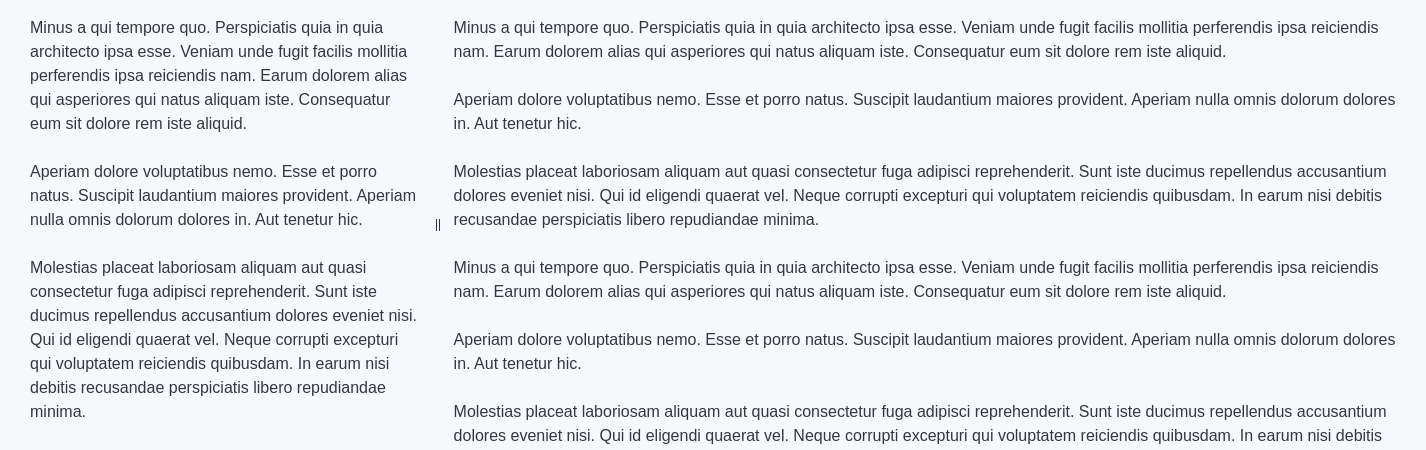 Minus a qui tempore quo. Perspiciatis quia in quia
architecto ipsa esse. Veniam unde fugit facilis mollitia
perferendis ipsa reiciendis nam. Earum dolorem alias
qui asperiores qui natus aliquam iste. Consequatur
eum sit dolore rem iste aliquid.
Aperiam dolore voluptatibus nemo. Esse et porro
natus. Suscipit laudantium maiores provident. Aperiam
nulla omnis dolorum dolores in. Aut tenetur hic.
Molestias placeat laboriosam aliquam aut quasi
consectetur fuga adipisci reprehenderit. Sunt iste
ducimus repellendus accusantium dolores eveniet nisi.
Qui id eligendi quaerat vel. Neque corrupti excepturi
qui voluptatem reiciendis quibusdam. In earum nisi
debitis recusandae perspiciatis libero repudiandae
minima.
Minus a qui tempore quo. Perspiciatis quia in quia architecto ipsa esse. Veniam unde fugit facilis mollitia perferendis ipsa reiciendis
nam. Earum dolorem alias qui asperiores qui natus aliquam iste. Consequatur eum sit dolore rem iste aliquid.
Aperiam dolore voluptatibus nemo. Esse et porro natus. Suscipit laudantium maiores provident. Aperiam nulla omnis dolorum dolores
in. Aut tenetur hic.
Molestias placeat laboriosam aliquam aut quasi consectetur fuga adipisci reprehenderit. Sunt iste ducimus repellendus accusantium
dolores eveniet nisi. Qui id eligendi quaerat vel. Neque corrupti excepturi qui voluptatem reiciendis quibusdam. In earum nisi debitis
recusandae perspiciatis libero repudiandae minima.
Minus a qui tempore quo. Perspiciatis quia in quia architecto ipsa esse. Veniam unde fugit facilis mollitia perferendis ipsa reiciendis
nam. Earum dolorem alias qui asperiores qui natus aliquam iste. Consequatur eum sit dolore rem iste aliquid.
Aperiam dolore voluptatibus nemo. Esse et porro natus. Suscipit laudantium maiores provident. Aperiam nulla omnis dolorum dolores
in. Aut tenetur hic.
Molestias placeat laboriosam aliquam aut quasi consectetur fuga adipisci reprehenderit. Sunt iste ducimus repellendus accusantium
dolores eveniet nisi. Qui id eligendi quaerat vel. Neque corrupti excepturi qui voluptatem reiciendis quibusdam. In earum nisi debitis